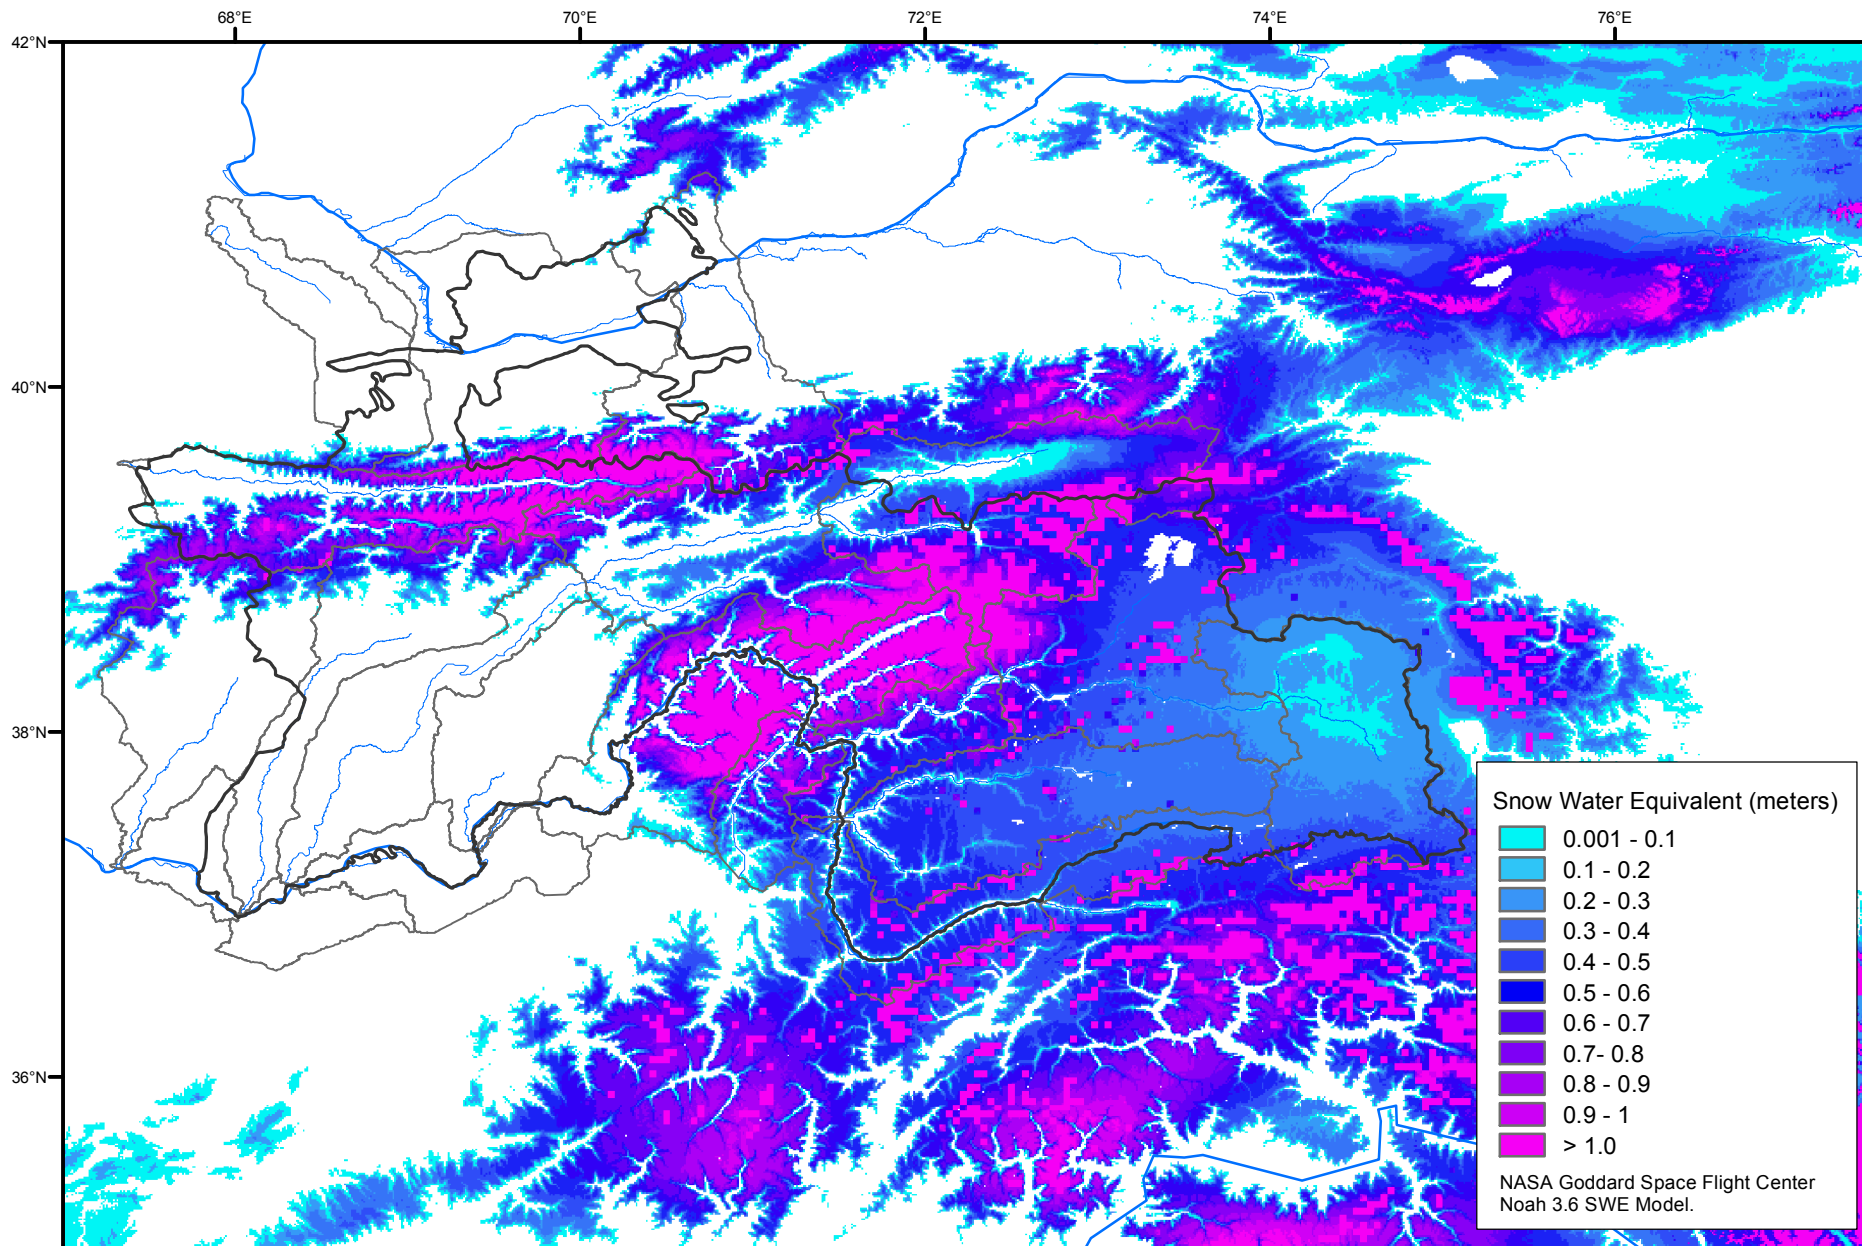 68°E 70°E 72°E 74°E 76°E
42°N
40°N
38°N
36°N
Snow Water Equivalent (meters)
0.001 - 0.1
0.1 - 0.2
0.2 - 0.3
0.3 - 0.4
0.4 - 0.5
0.5 - 0.6
0.6 - 0.7
0.7- 0.8
0.8 - 0.9
0.9 - 1
> 1.0
NASA Goddard Space Flight Center
Noah 3.6 SWE Model.